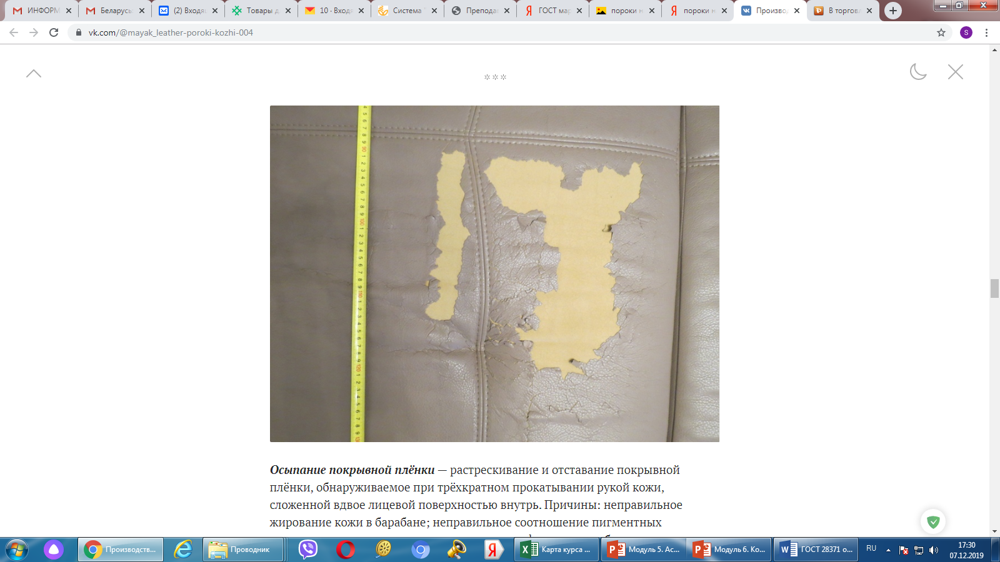 ИНФОРМ
Беларусь
(2) Входящ
Товары д
10 · Входя
Система
Препода
ГОСТ мар
пороки н
пороки н
Произво
В торгов
vk.com/@mayak_leather-poroki-kozhi-004
S
***
Осыпание покрывной плёнки — растрескивание и отставание покрывной
плёнки, обнаруживаемое при трёхкратном прокатывании рукой кожи,
сложенной вдвое лицевой поверхностью внутрь. Причины: неправильное
жирование кожи в барабане; неправильное соотношение пигментных
Производств...
Проводник
Карта курса ...
Модуль 5. Ас...
Модуль 6. Ко...
ГОСТ 28371 о...
RU
17:30
07.12.2019